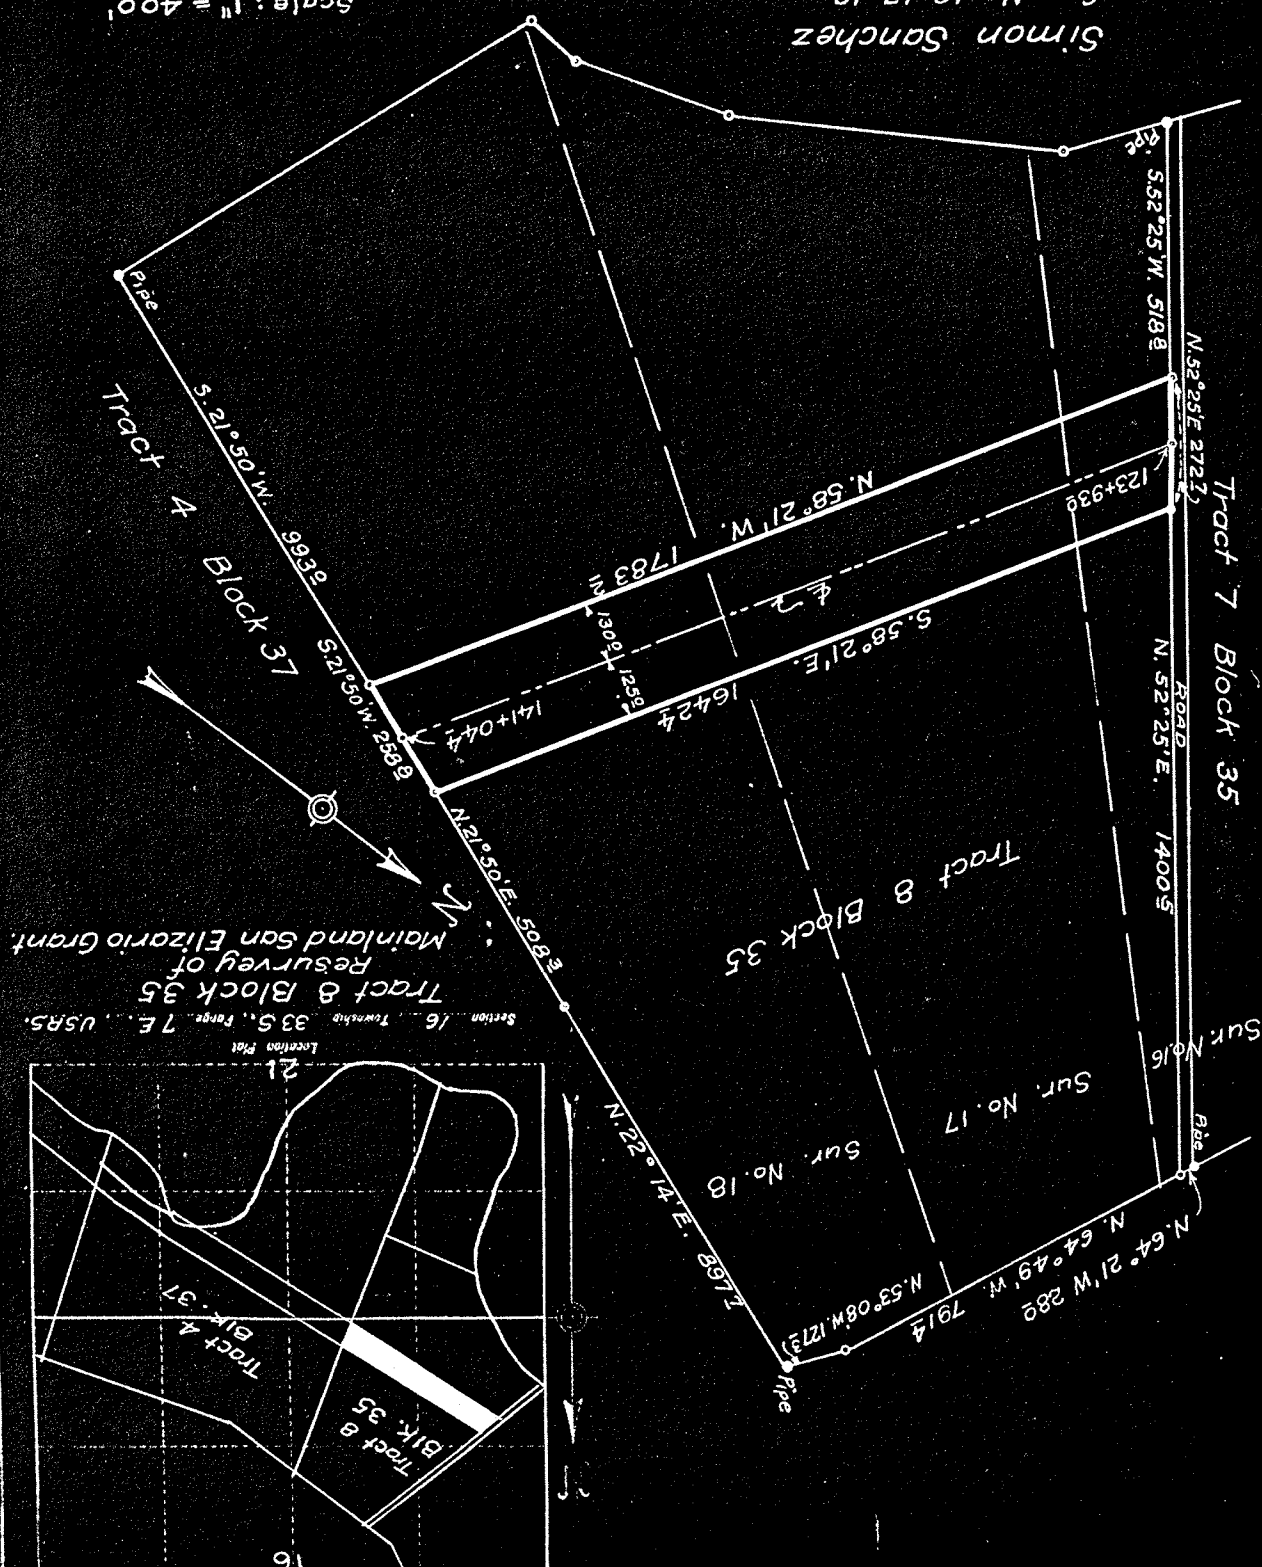 16
Tract 8
Blk. 35
Tract 4
Blk. 37
21
Location Plat
Section 16, Township 33 S., Range 7 E., U.S.R.S.
Tract 8 Block 35
Resurvey of
Mainland San Elizario Grant.
N
Pipe
N. 53°08'W. 127.3
N. 64°49'W.
791.4
N. 64°21'W 28.0
Pipe
N. 22° 14' E. 897.7
Sur. No. 18
Sur. No. 17
Sur. No. 16
Tract 8 Block 35
N. 52°25'E. 1400.5
ROAD
Tract 7 Block 35
N. 21°50'E. 508.3
S. 21°50'W. 258.0
141+04.4
1642.4
S. 58°21'E.
125.0
130.0
1783.2
N. 58°21'W.
123+93.0
N. 52°25'E 272.7
Tract 4 Block 37
S. 21°50'W. 993.0
S. 52°25'W. 518.8
Pipe
Pipe
Simon Sanchez
Scale: 1" = 400'